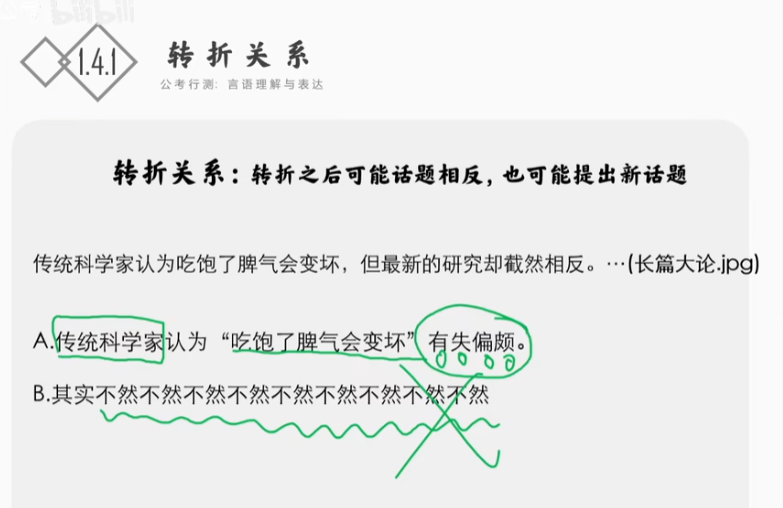 bilibili
1.4.1
转折关系
公考行测：言语理解与表达
转折关系：转折之后可能话题相反，也可能提出新话题
传统科学家认为吃饱了脾气会变坏，但最新的研究却截然相反。…(长篇大论.jpg)
A.传统科学家认为“吃饱了脾气会变坏”有失偏颇。
B.其实不然不然不然不然不然不然不然不然不然